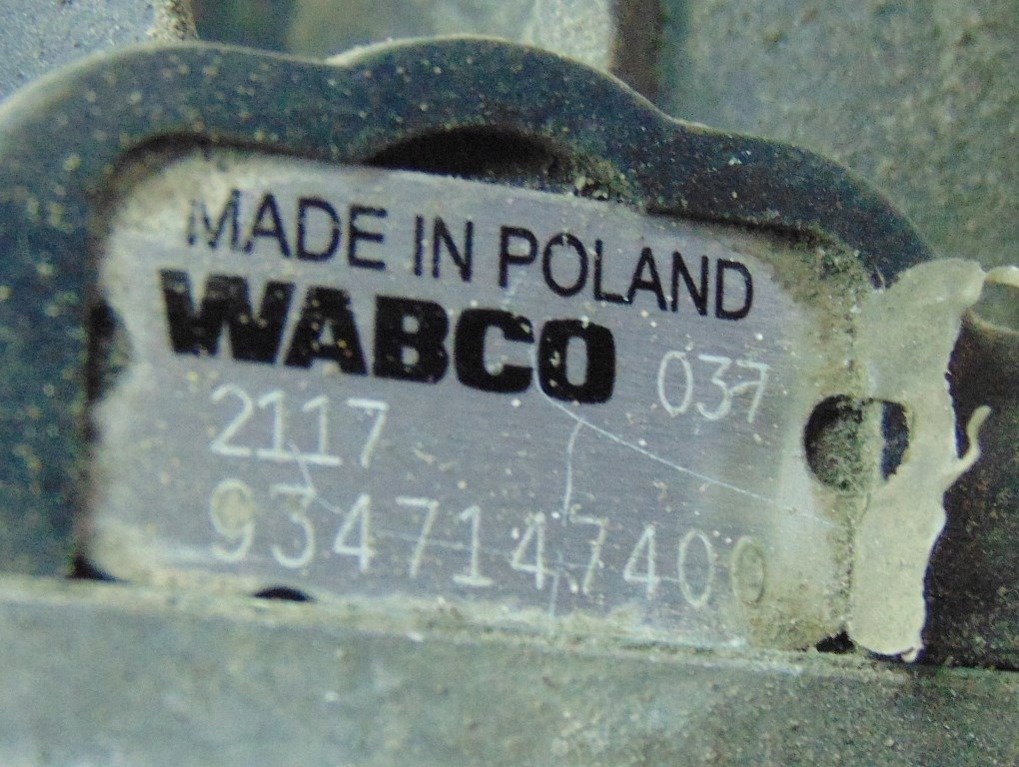 MADE IN POLAND
WABCO 037
2117
9347147400